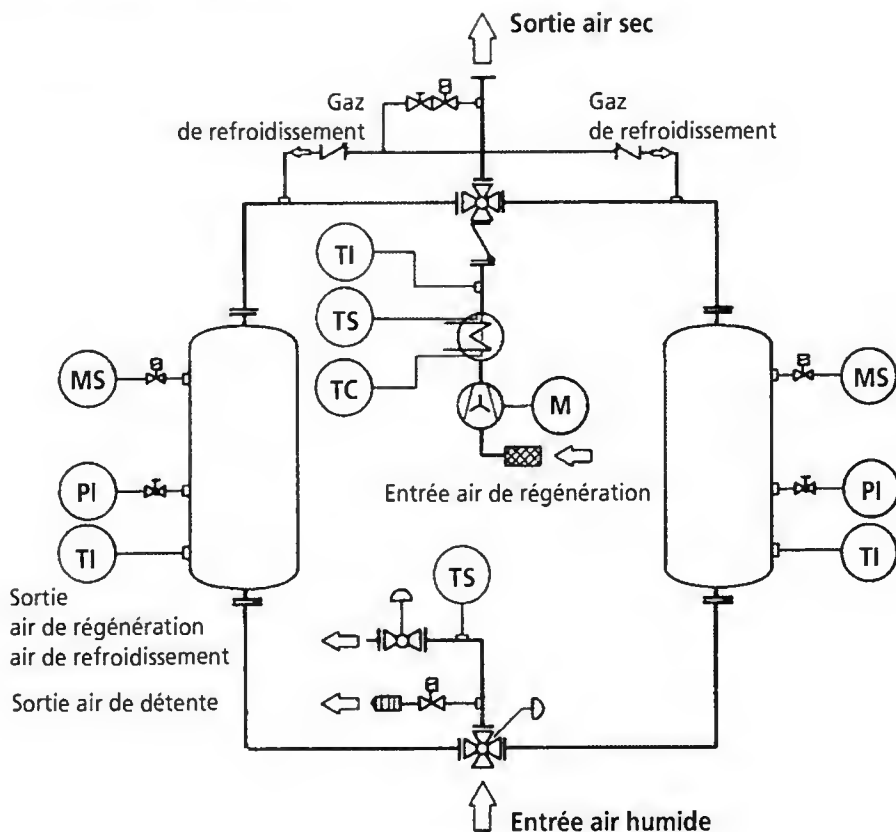 Sortie air sec
Gaz
de refroidissement
Gaz
de refroidissement
TI
TS
TC
M
MS
MS
PI
PI
Entrée air de régénération
TI
TI
TS
Sortie
air de régénération
air de refroidissement
Sortie air de détente
Entrée air humide